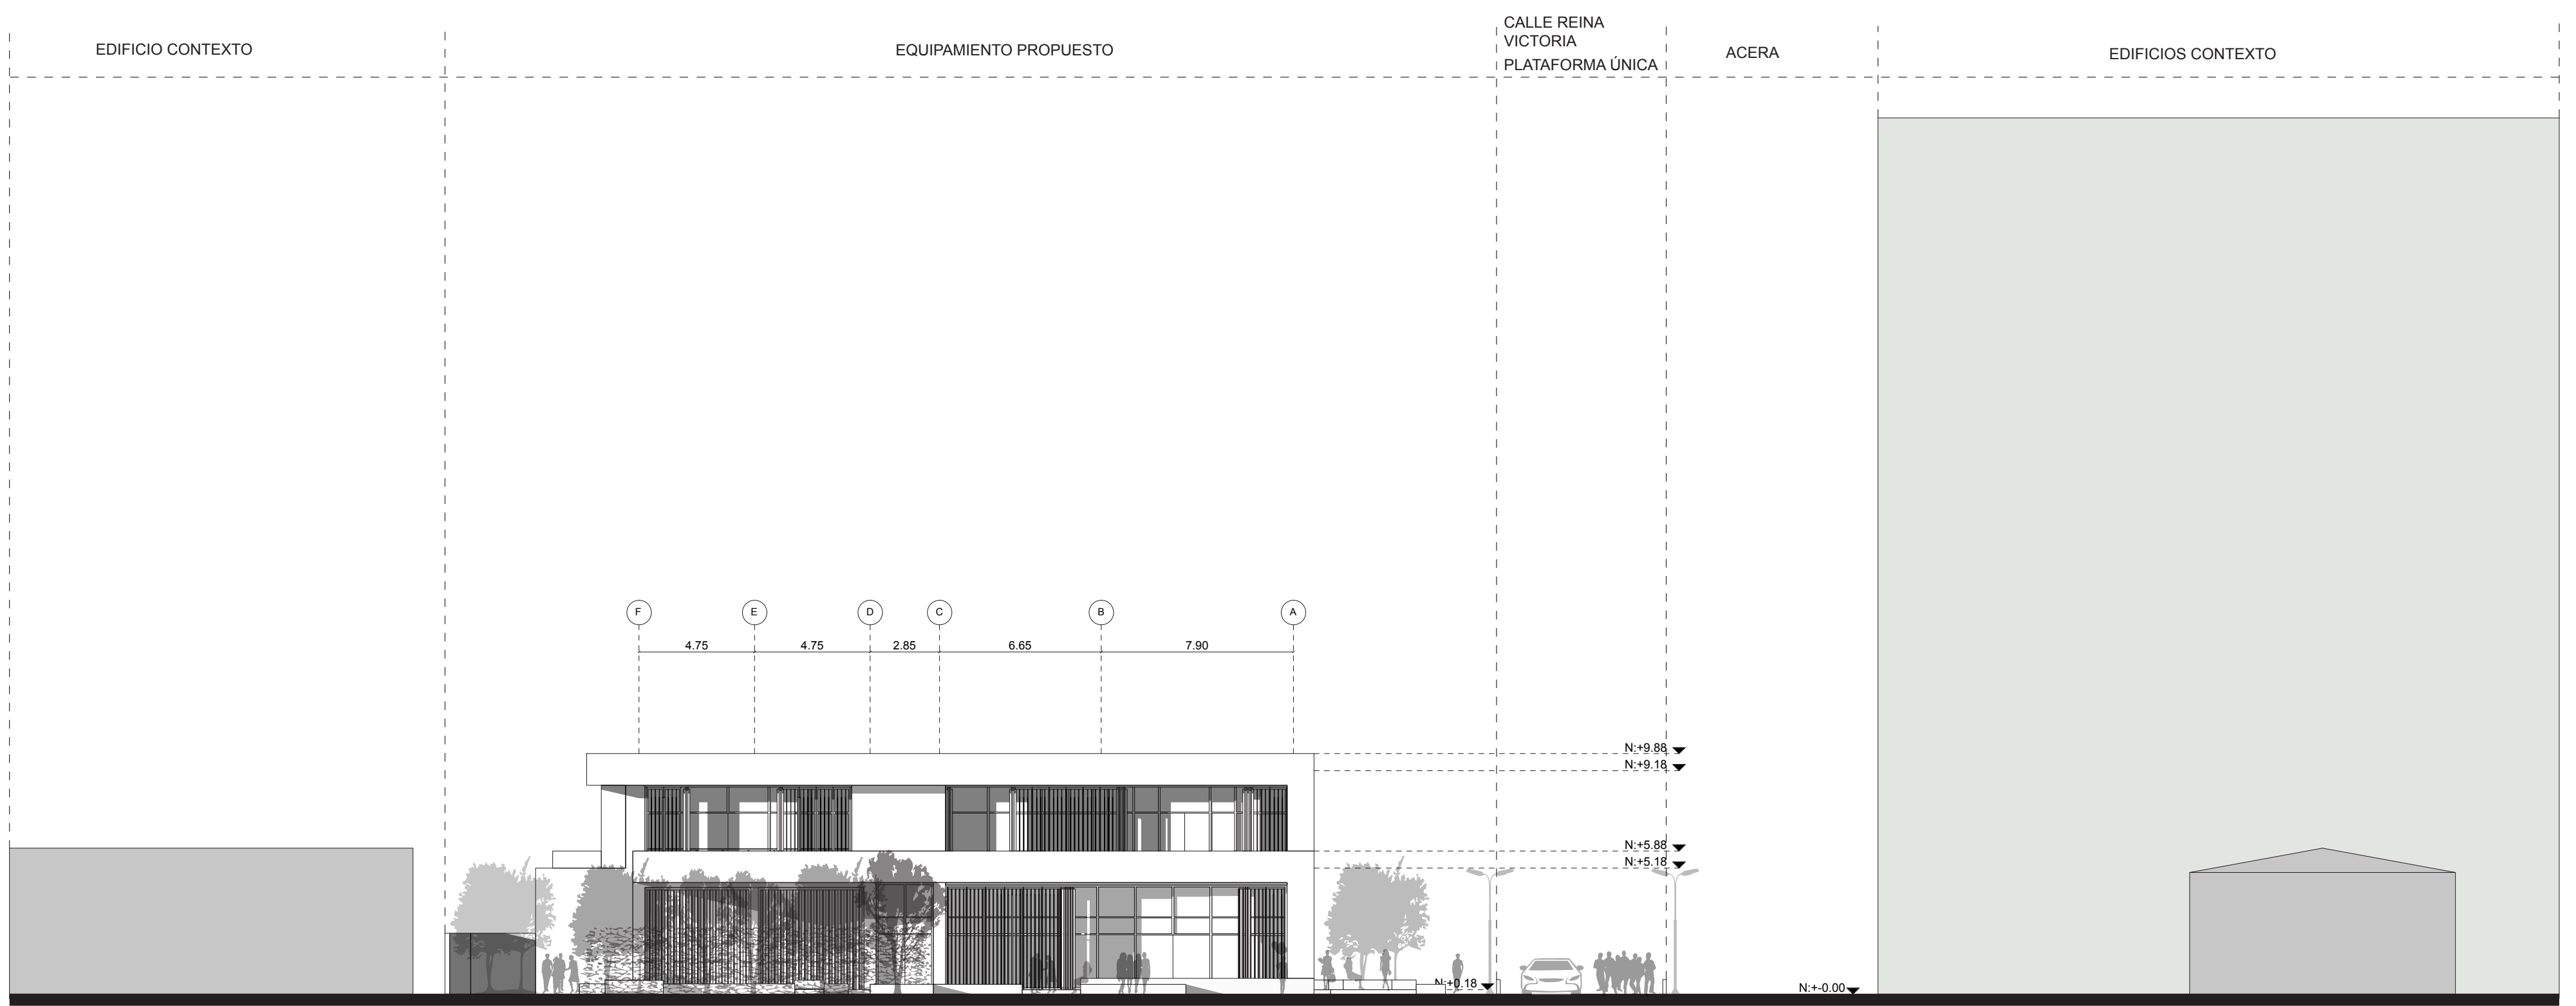 EDIFICIO CONTEXTO
EQUIPAMIENTO PROPUESTO
CALLE REINA
VICTORIA
PLATAFORMA ÚNICA
ACERA
EDIFICIOS CONTEXTO
F E D C B A
4.75 4.75 2.85 6.65 7.90
N:+9.88
N:+9.18
N:+5.88
N:+5.18
N:+0.18
N:+-0.00